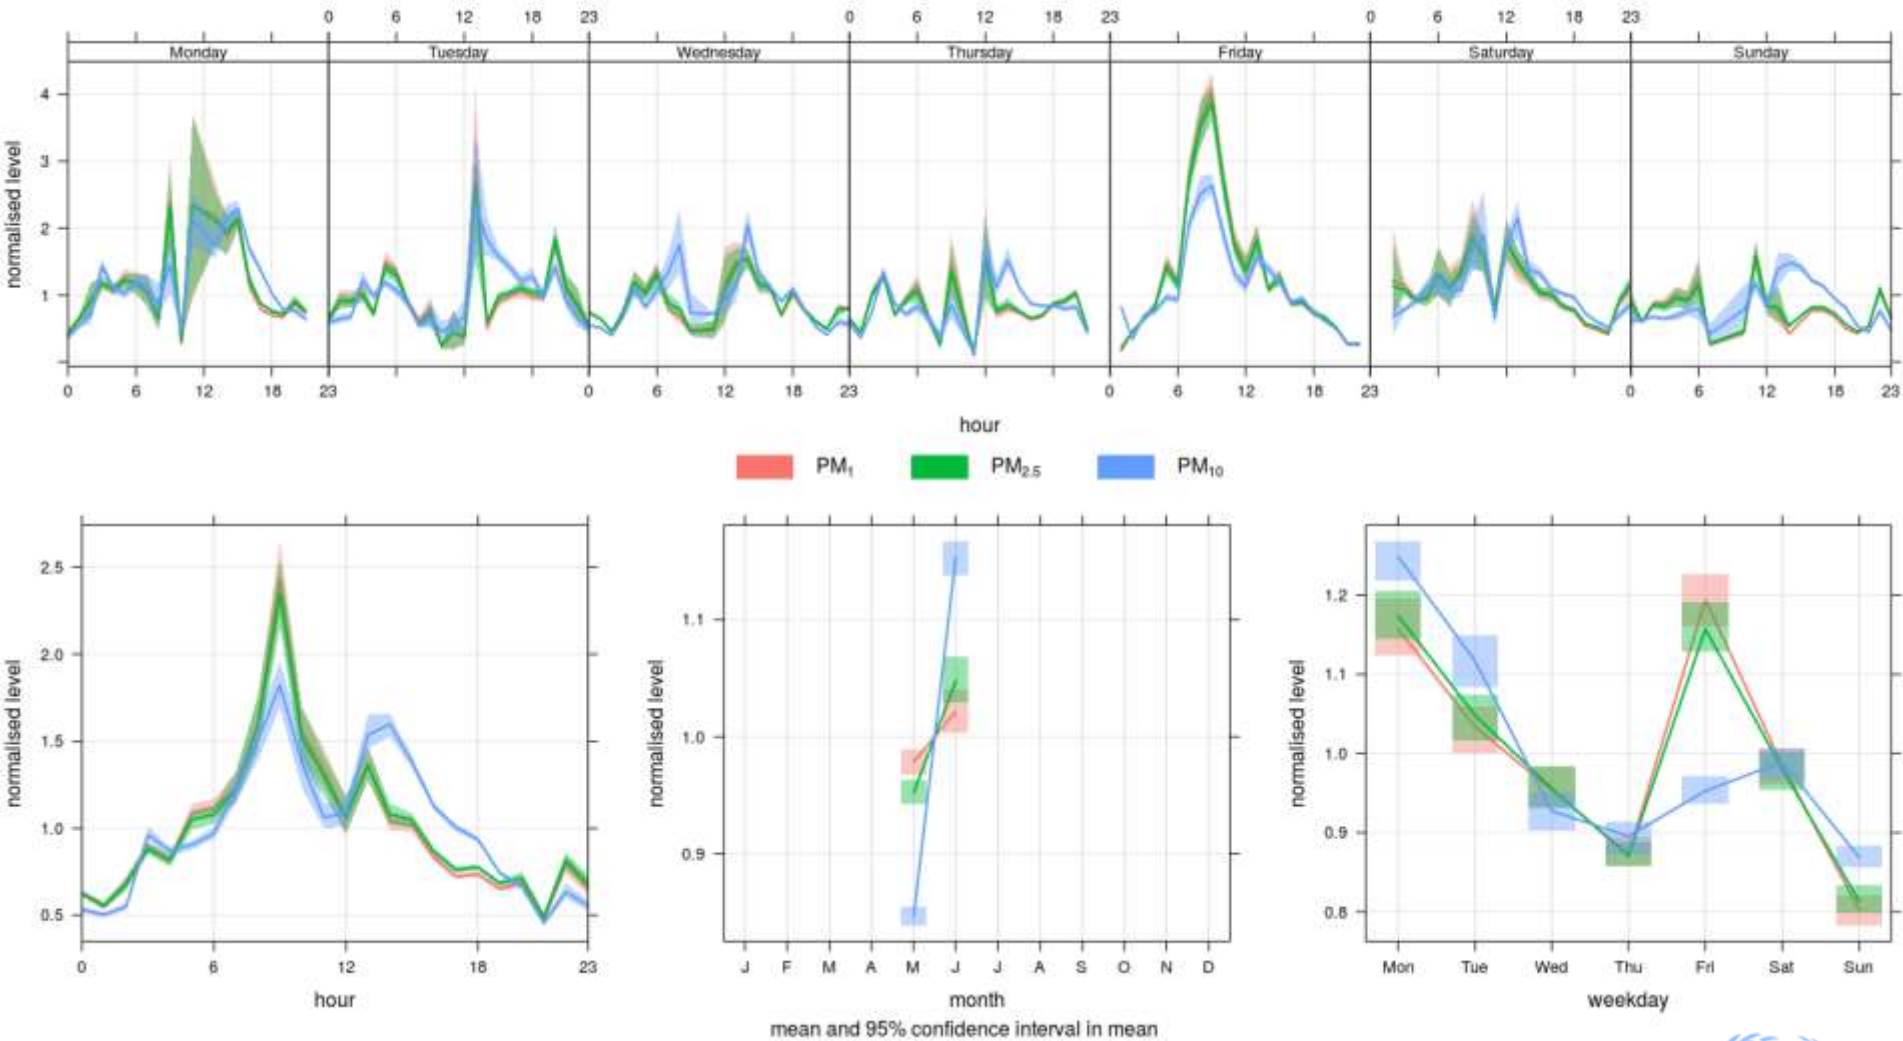 0 6 12 18 23 0 6 12 18 23 0 6 12 18 23
Monday Tuesday Wednesday Thursday Friday Saturday Sunday
4
3
2
1
normalised level
0 6 12 18 23 0 6 12 18 23 0 6 12 18 23 0 6 12 18 23
hour
PM1 PM2.5 PM10
2.5
2.0
1.5
1.0
0.5
normalised level
0 6 12 18 23
hour
1.1
1.0
0.9
normalised level
J F M A M J J A S O N D
month
1.2
1.1
1.0
0.9
0.8
normalised level
Mon Tue Wed Thu Fri Sat Sun
weekday
mean and 95% confidence interval in mean